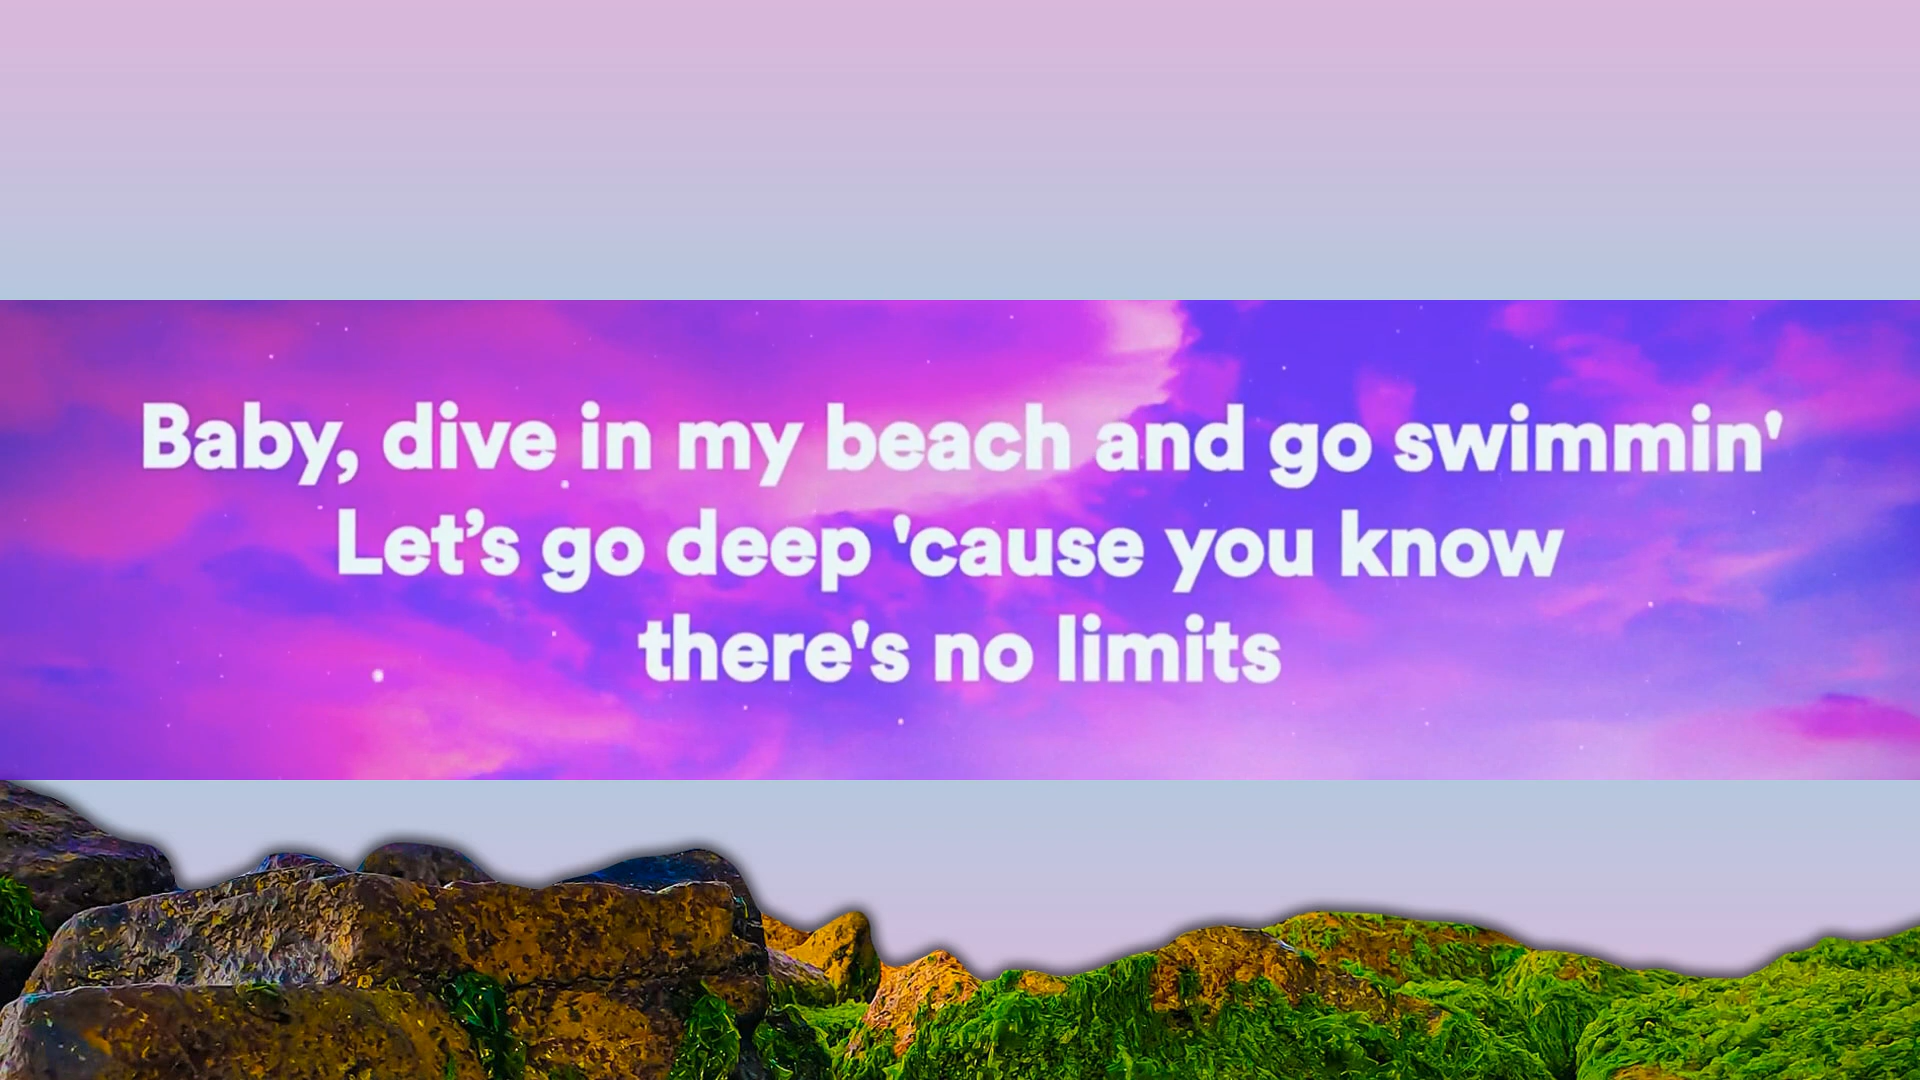 Baby, dive in my beach and go swimmin'
Let’s go deep 'cause you know
there's no limits